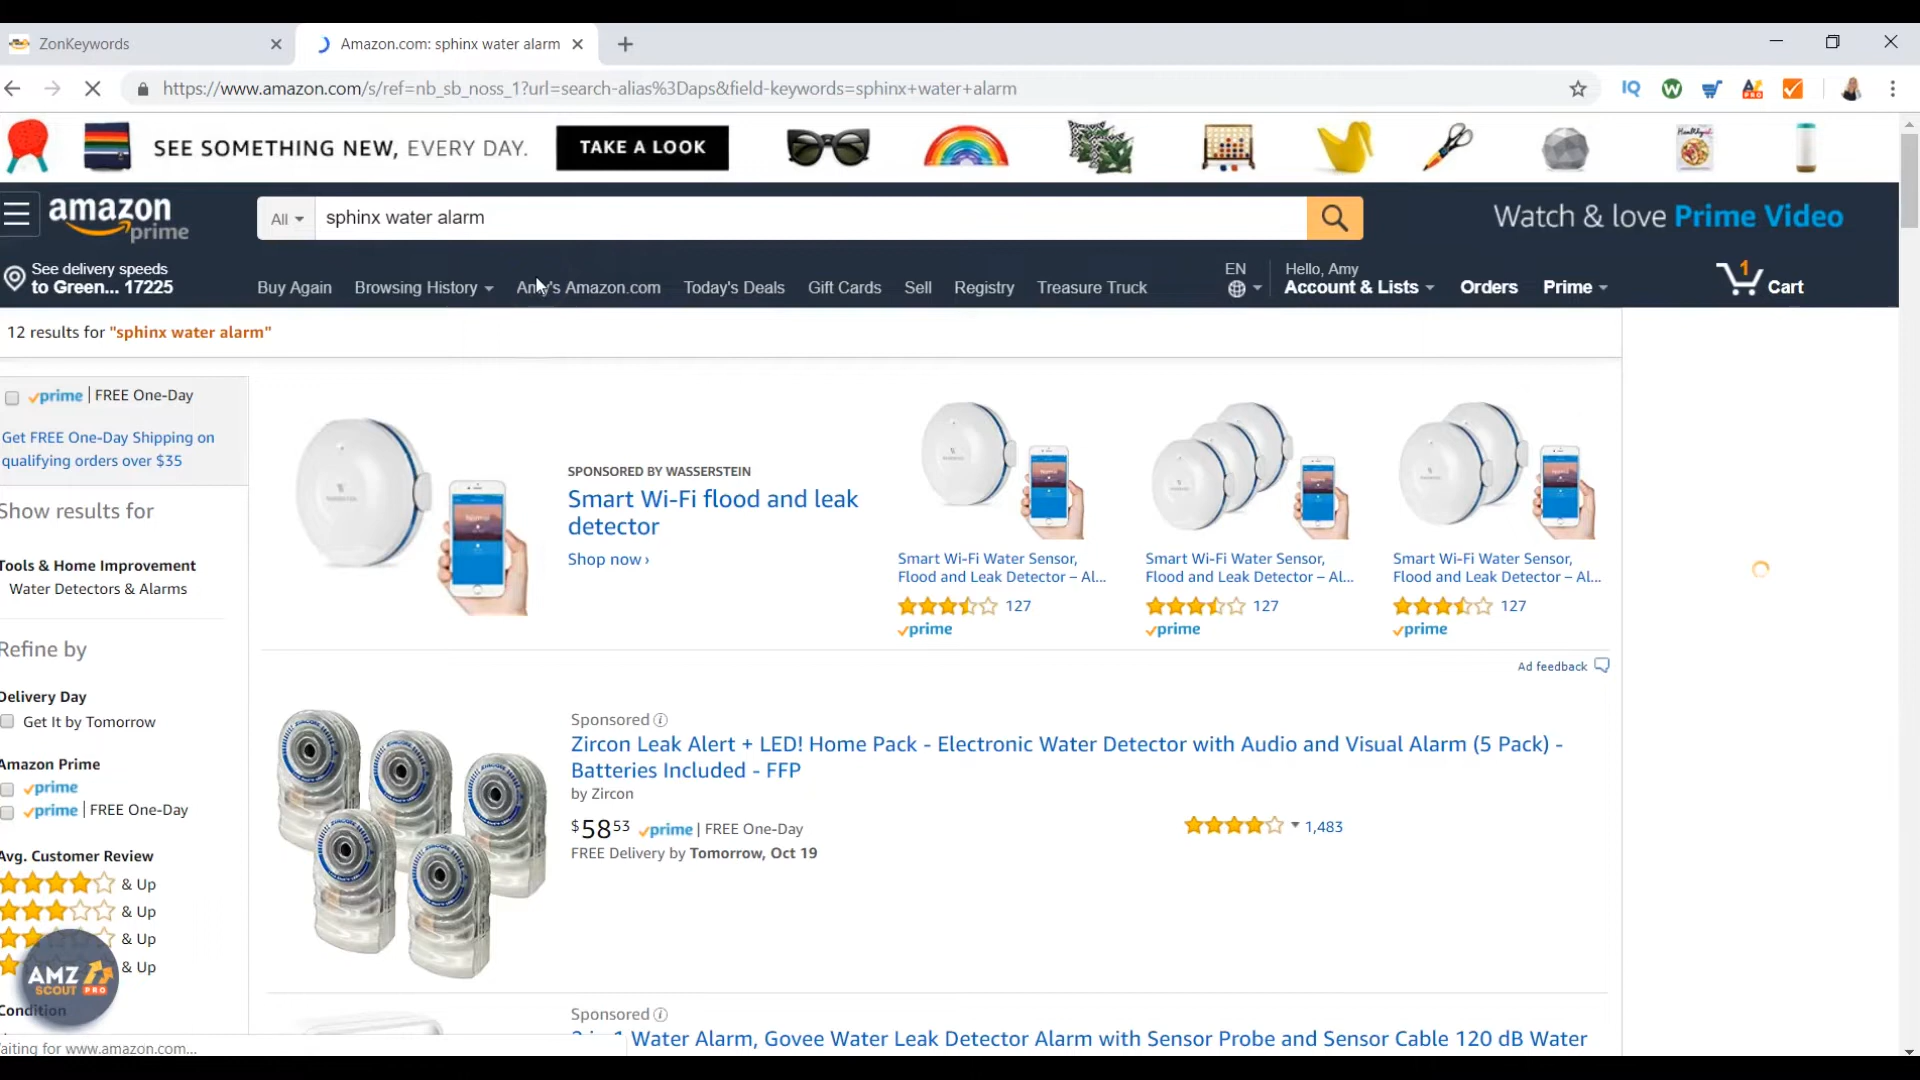 ZonKeywords
Amazon.com: sphinx water alarm
https://www.amazon.com/s/ref=nb_sb_noss_1?url=search-alias%3Daps&field-keywords=sphinx+water+alarm
IQ
W
PRO
SEE SOMETHING NEW, EVERY DAY.
TAKE A LOOK
amazon
prime
All
sphinx water alarm
Watch & love Prime Video
See delivery speeds
to Green... 17225
Buy Again
Browsing History
Amy's Amazon.com
Today's Deals
Gift Cards
Sell
Registry
Treasure Truck
EN
Hello, Amy
Account & Lists
Orders
Prime
1
Cart
12 results for "sphinx water alarm"
prime | FREE One-Day
Get FREE One-Day Shipping on
qualifying orders over $35
Show results for
Tools & Home Improvement
Water Detectors & Alarms
Refine by
Delivery Day
Get It by Tomorrow
Amazon Prime
prime
prime | FREE One-Day
Avg. Customer Review
& Up
& Up
& Up
& Up
AMZ
SCOUT PRO
Condition
aiting for www.amazon.com...
SPONSORED BY WASSERSTEIN
Smart Wi-Fi flood and leak
detector
Shop now ›
Smart Wi-Fi Water Sensor,
Flood and Leak Detector – Al...
127
prime
Smart Wi-Fi Water Sensor,
Flood and Leak Detector – Al...
127
prime
Smart Wi-Fi Water Sensor,
Flood and Leak Detector – Al...
127
prime
Ad feedback
Sponsored
Zircon Leak Alert + LED! Home Pack - Electronic Water Detector with Audio and Visual Alarm (5 Pack) -
Batteries Included - FFP
by Zircon
$58 53 prime | FREE One-Day
FREE Delivery by Tomorrow, Oct 19
1,483
Sponsored
Water Alarm, Govee Water Leak Detector Alarm with Sensor Probe and Sensor Cable 120 dB Water